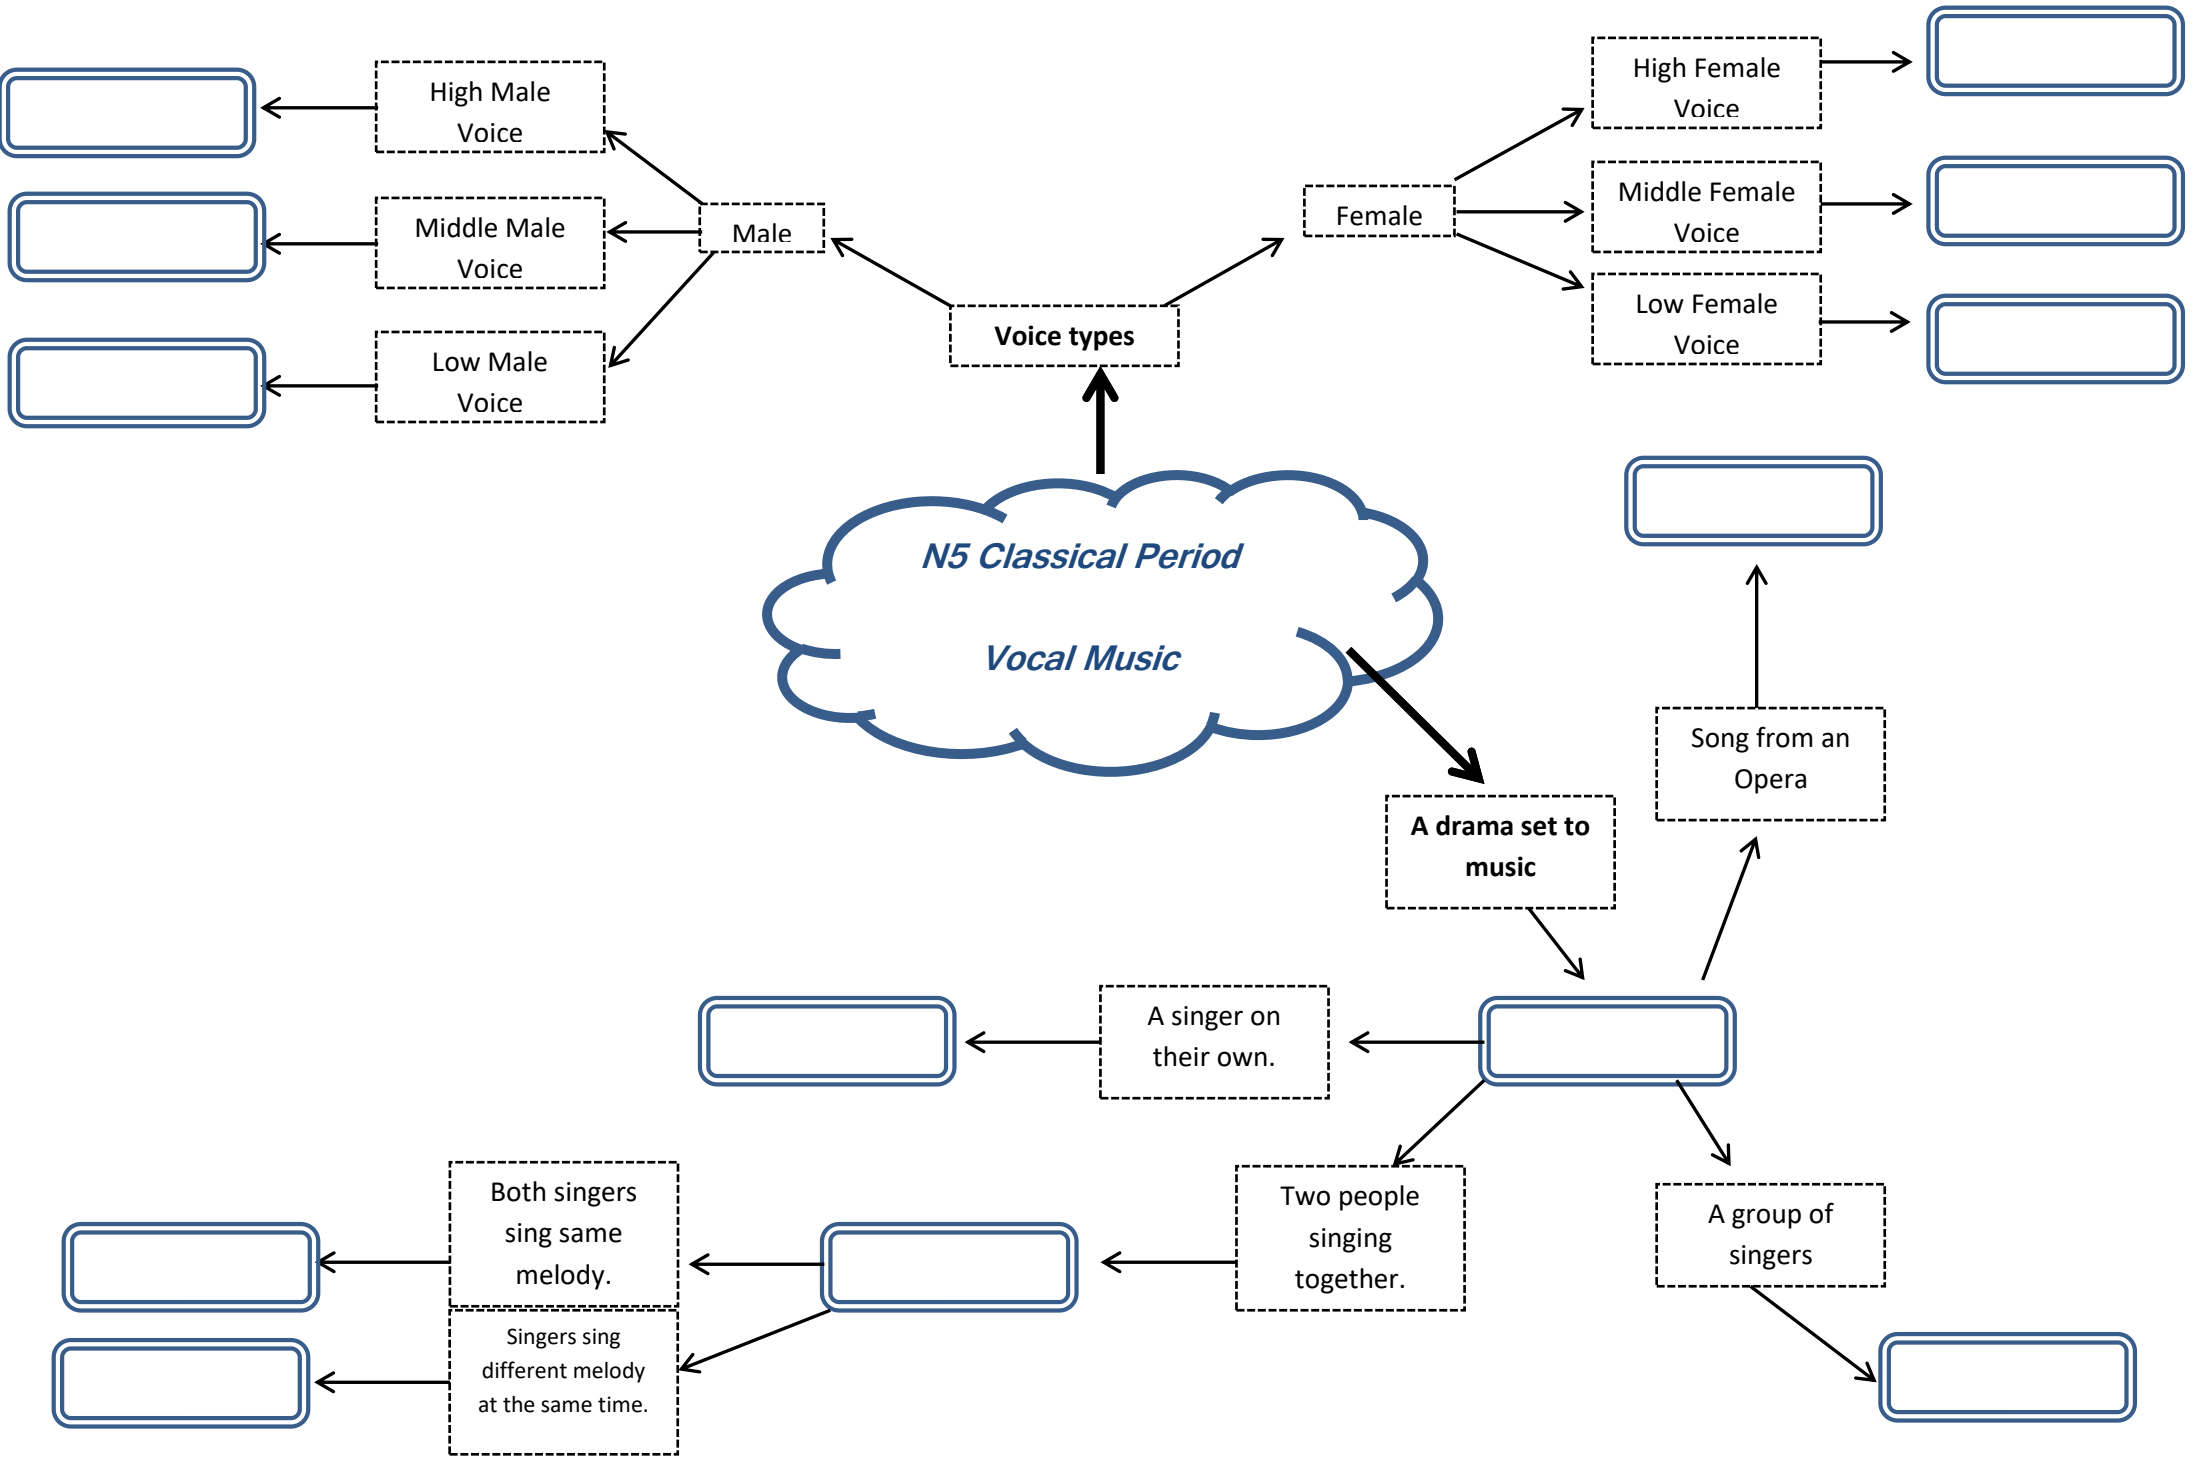 High Male
Voice
Middle Male
Voice
Low Male
Voice
Male
Voice types
Female
High Female
Voice
Middle Female
Voice
Low Female
Voice
N5 Classical Period
Vocal Music
Song from an
Opera
A drama set to
music
A singer on
their own.
Two people
singing
together.
A group of
singers
Both singers
sing same
melody.
Singers sing
different melody
at the same time.